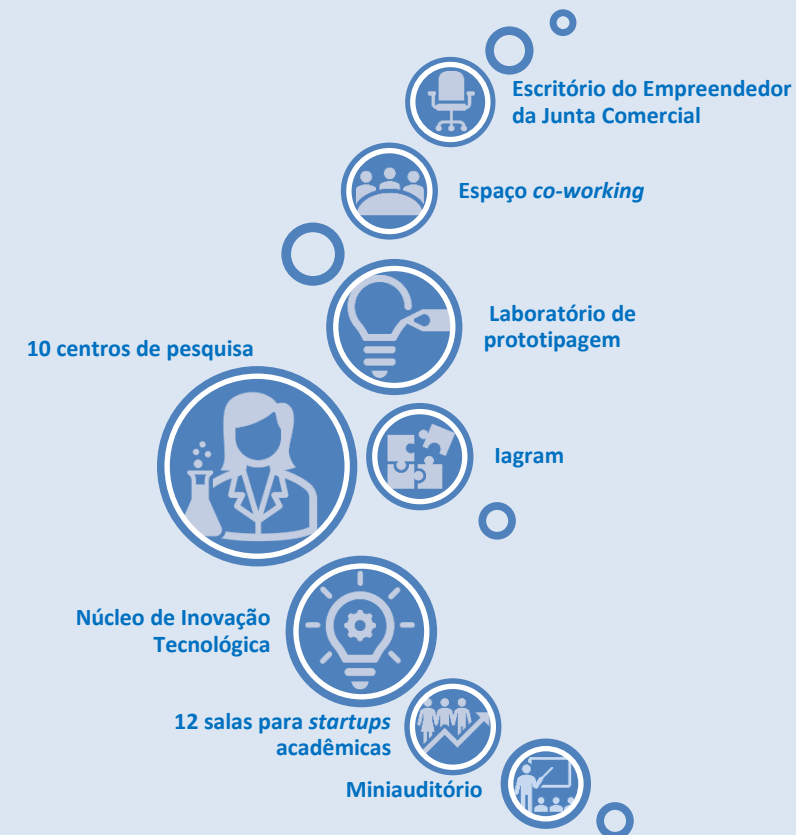 Escritório do Empreendedor
da Junta Comercial
Espaço co-working
Laboratório de
prototipagem
10 centros de pesquisa
Iagram
Núcleo de Inovação
Tecnológica
12 salas para startups
acadêmicas
Miniauditório